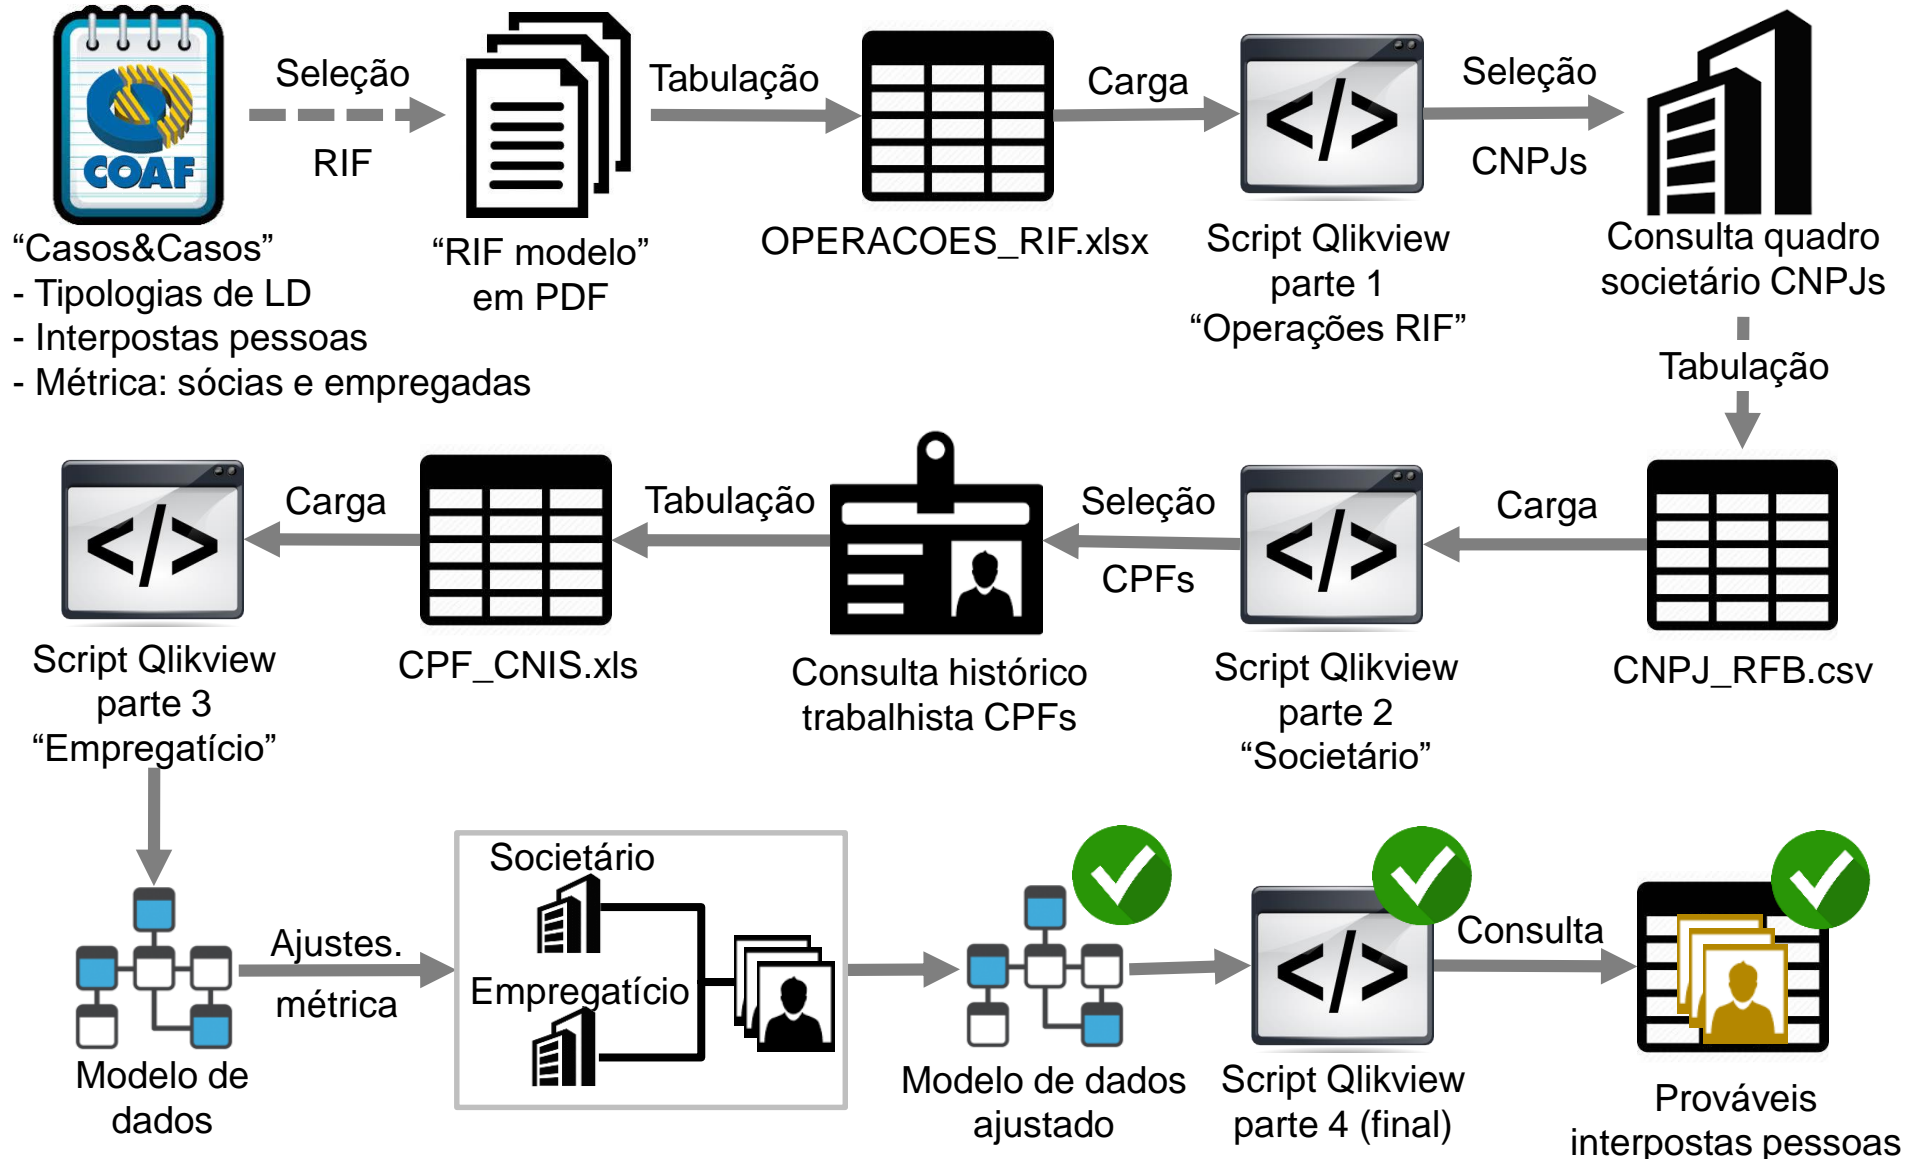 COAF
Seleção
RIF
Tabulação
Carga
</>
Seleção
CNPJs
“Casos&Casos”
- Tipologias de LD
- Interpostas pessoas
- Métrica: sócias e empregadas
“RIF modelo”
em PDF
OPERACOES_RIF.xlsx
Script Qlikview
parte 1
“Operações RIF”
Consulta quadro
societário CNPJs
Tabulação
</>
Carga
Tabulação
Seleção
CPFs
</>
Carga
Script Qlikview
parte 3
“Empregatício”
CPF_CNIS.xls
Consulta histórico
trabalhista CPFs
Script Qlikview
parte 2
“Societário”
CNPJ_RFB.csv
Ajustes.
métrica
Societário
Empregatício
</>
Consulta
Modelo de
dados
Modelo de dados
ajustado
Script Qlikview
parte 4 (final)
Prováveis
interpostas pessoas